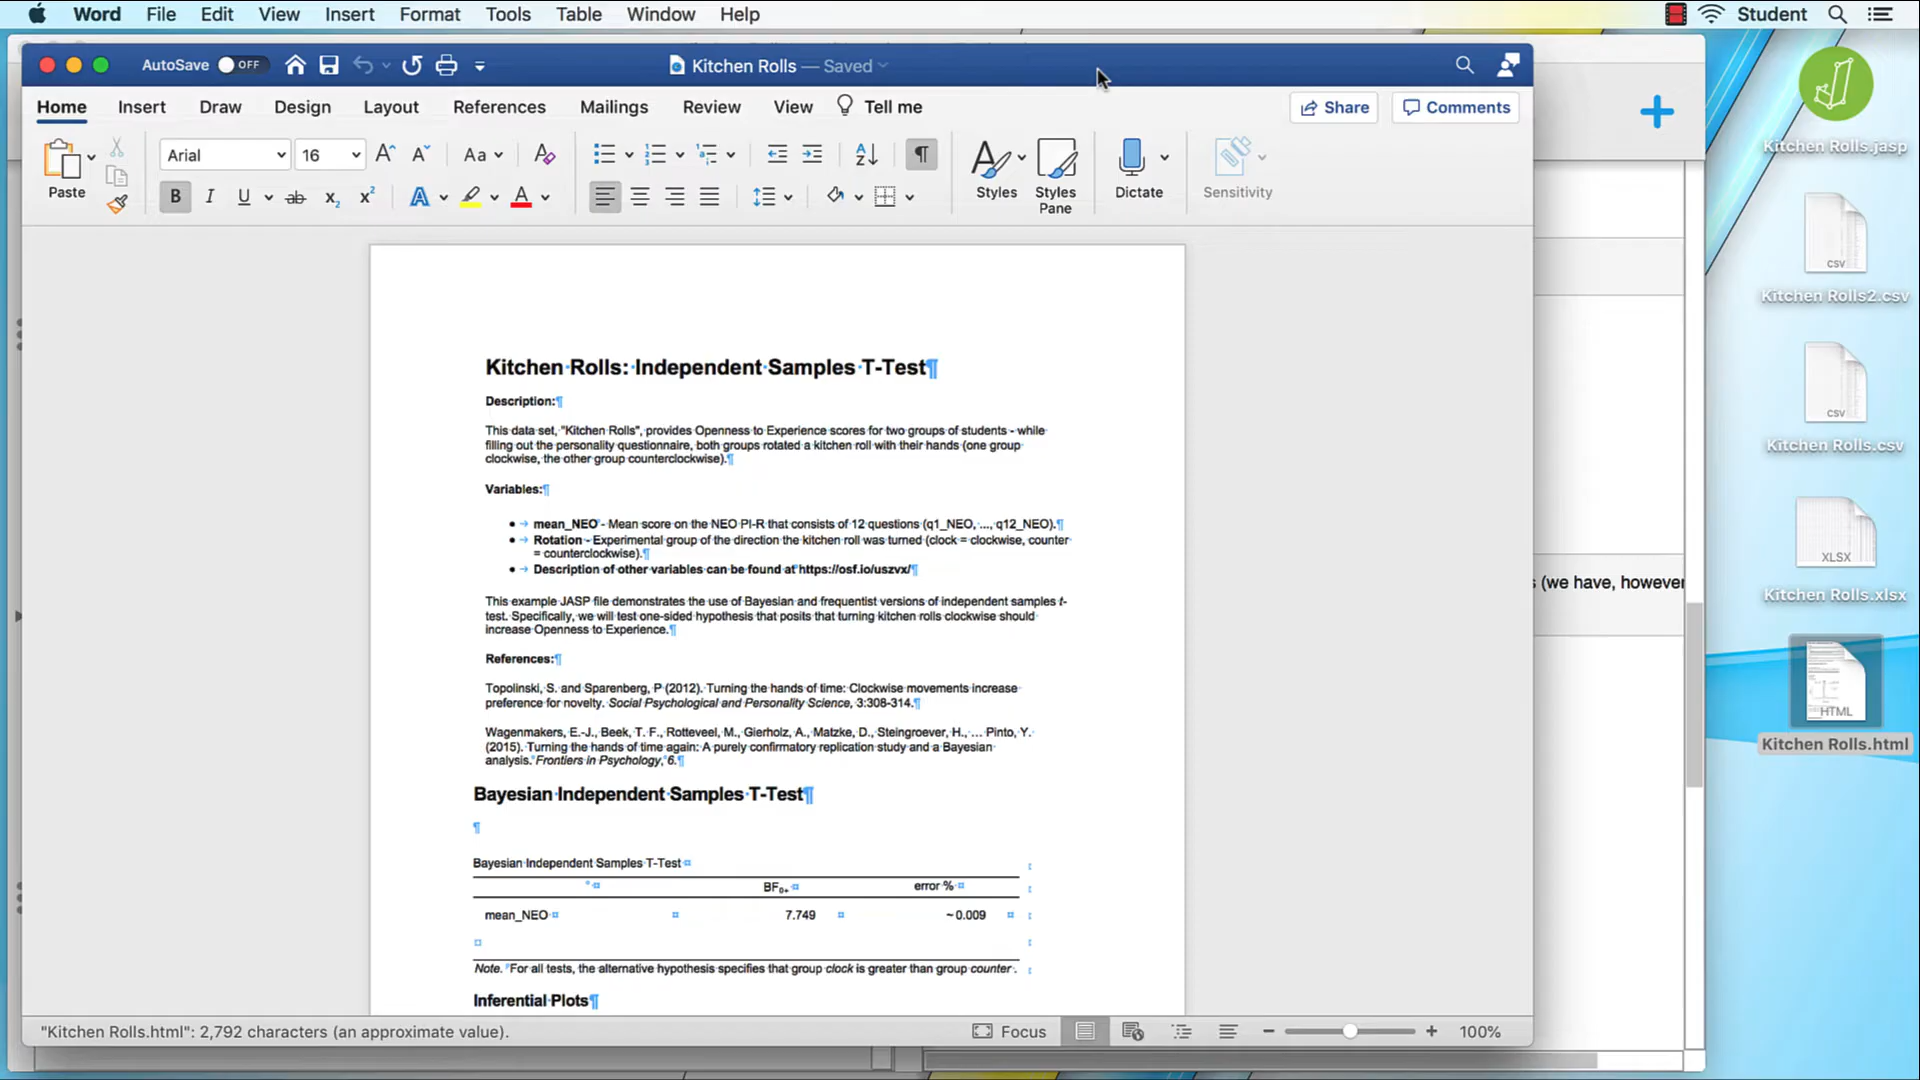 Word File Edit View Insert Format Tools Table Window Help Student
AutoSave OFF Kitchen Rolls — Saved
Home Insert Draw Design Layout References Mailings Review View Tell me Share Comments
Paste Arial 16 Aa Styles Styles Pane Dictate Sensitivity
Kitchen Rolls: Independent Samples T-Test¶
Description:¶
This data set, "Kitchen Rolls", provides Openness to Experience scores for two groups of students - while
filling out the personality questionnaire, both groups rotated a kitchen roll with their hands (one group
clockwise, the other group counterclockwise).¶
Variables:¶
• mean_NEO - Mean score on the NEO PI-R that consists of 12 questions (q1_NEO, ..., q12_NEO).¶
• Rotation - Experimental group of the direction the kitchen roll was turned (clock = clockwise, counter
= counterclockwise).¶
• Description of other variables can be found at https://osf.io/uszvx/¶
This example JASP file demonstrates the use of Bayesian and frequentist versions of independent samples t-
test. Specifically, we will test one-sided hypothesis that posits that turning kitchen rolls clockwise should
increase Openness to Experience.¶
References:¶
Topolinski, S. and Sparenberg, P (2012). Turning the hands of time: Clockwise movements increase
preference for novelty. Social Psychological and Personality Science, 3:308-314.¶
Wagenmakers, E.-J., Beek, T. F., Rotteveel, M., Gierholz, A., Matzke, D., Steingroever, H., ... Pinto, Y.
(2015). Turning the hands of time again: A purely confirmatory replication study and a Bayesian
analysis. Frontiers in Psychology, 6.¶
Bayesian Independent Samples T-Test¶
¶
Bayesian Independent Samples T-Test
BF₀₊ error %
mean_NEO 7.749 ~ 0.009
Note. For all tests, the alternative hypothesis specifies that group clock is greater than group counter .
Inferential Plots¶
"Kitchen Rolls.html": 2,792 characters (an approximate value). Focus 100%
s (we have, however
Kitchen Rolls.jasp
CSV
Kitchen Rolls2.csv
CSV
Kitchen Rolls.csv
XLSX
Kitchen Rolls.xlsx
HTML
Kitchen Rolls.html